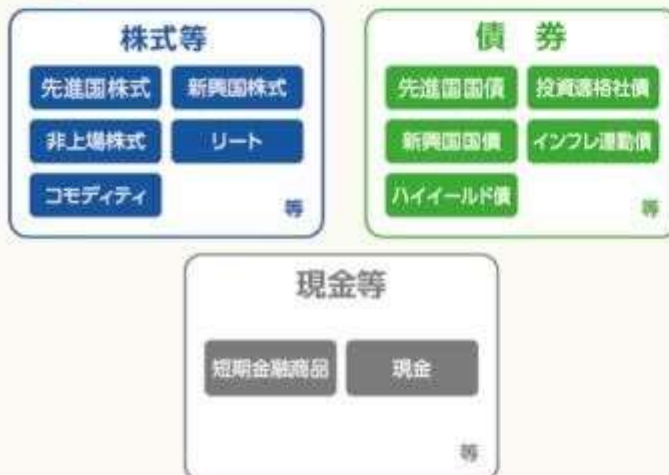 株式等
先進国株式 新興国株式
非上場株式 リート
コモディティ
等
債 券
先進国国債 投資適格社債
新興国国債 インフレ連動債
ハイイールド債
等
現金等
短期金融商品 現金
等